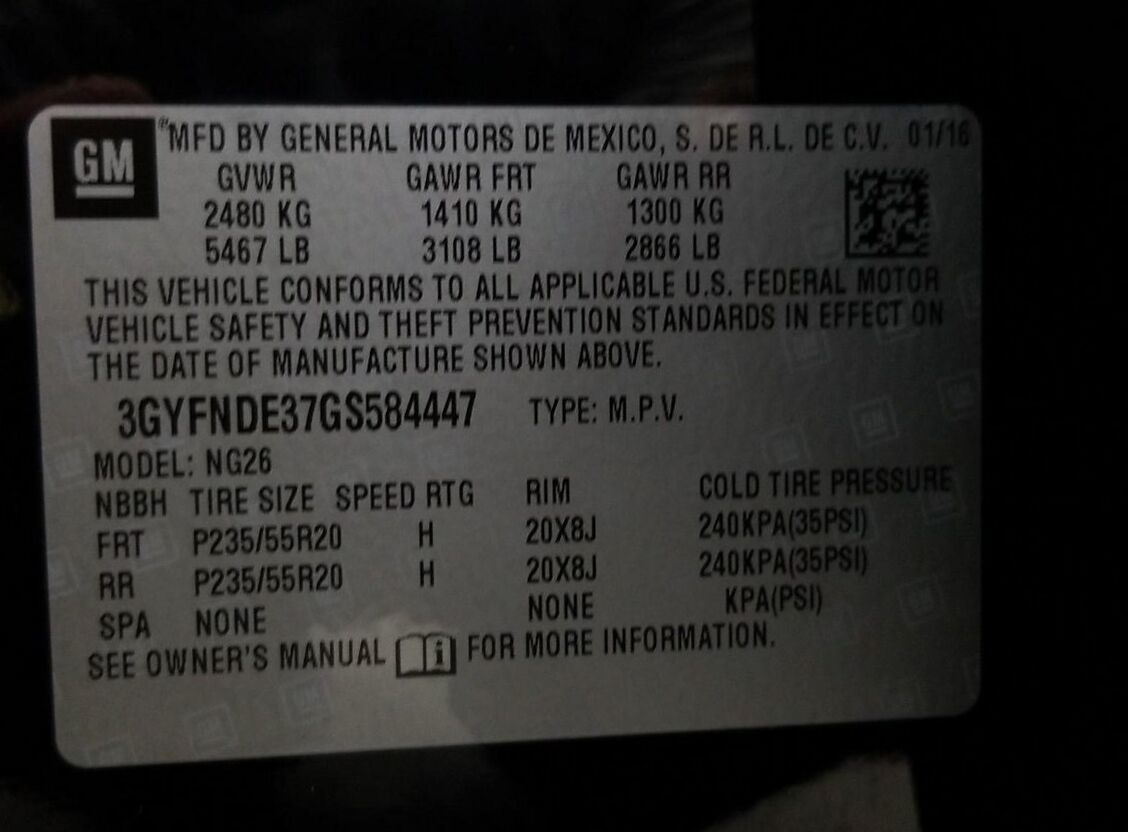 GM
®MFD BY GENERAL MOTORS DE MEXICO, S. DE R.L. DE C.V. 01/16
GVWR GAWR FRT GAWR RR
2480 KG 1410 KG 1300 KG
5467 LB 3108 LB 2866 LB
THIS VEHICLE CONFORMS TO ALL APPLICABLE U.S. FEDERAL MOTOR
VEHICLE SAFETY AND THEFT PREVENTION STANDARDS IN EFFECT ON
THE DATE OF MANUFACTURE SHOWN ABOVE.
3GYFNDE37GS584447 TYPE: M.P.V.
MODEL: NG26
NBBH TIRE SIZE SPEED RTG RIM COLD TIRE PRESSURE
FRT P235/55R20 H 20X8J 240KPA(35PSI)
RR P235/55R20 H 20X8J 240KPA(35PSI)
SPA NONE NONE KPA(PSI)
SEE OWNER'S MANUAL FOR MORE INFORMATION.